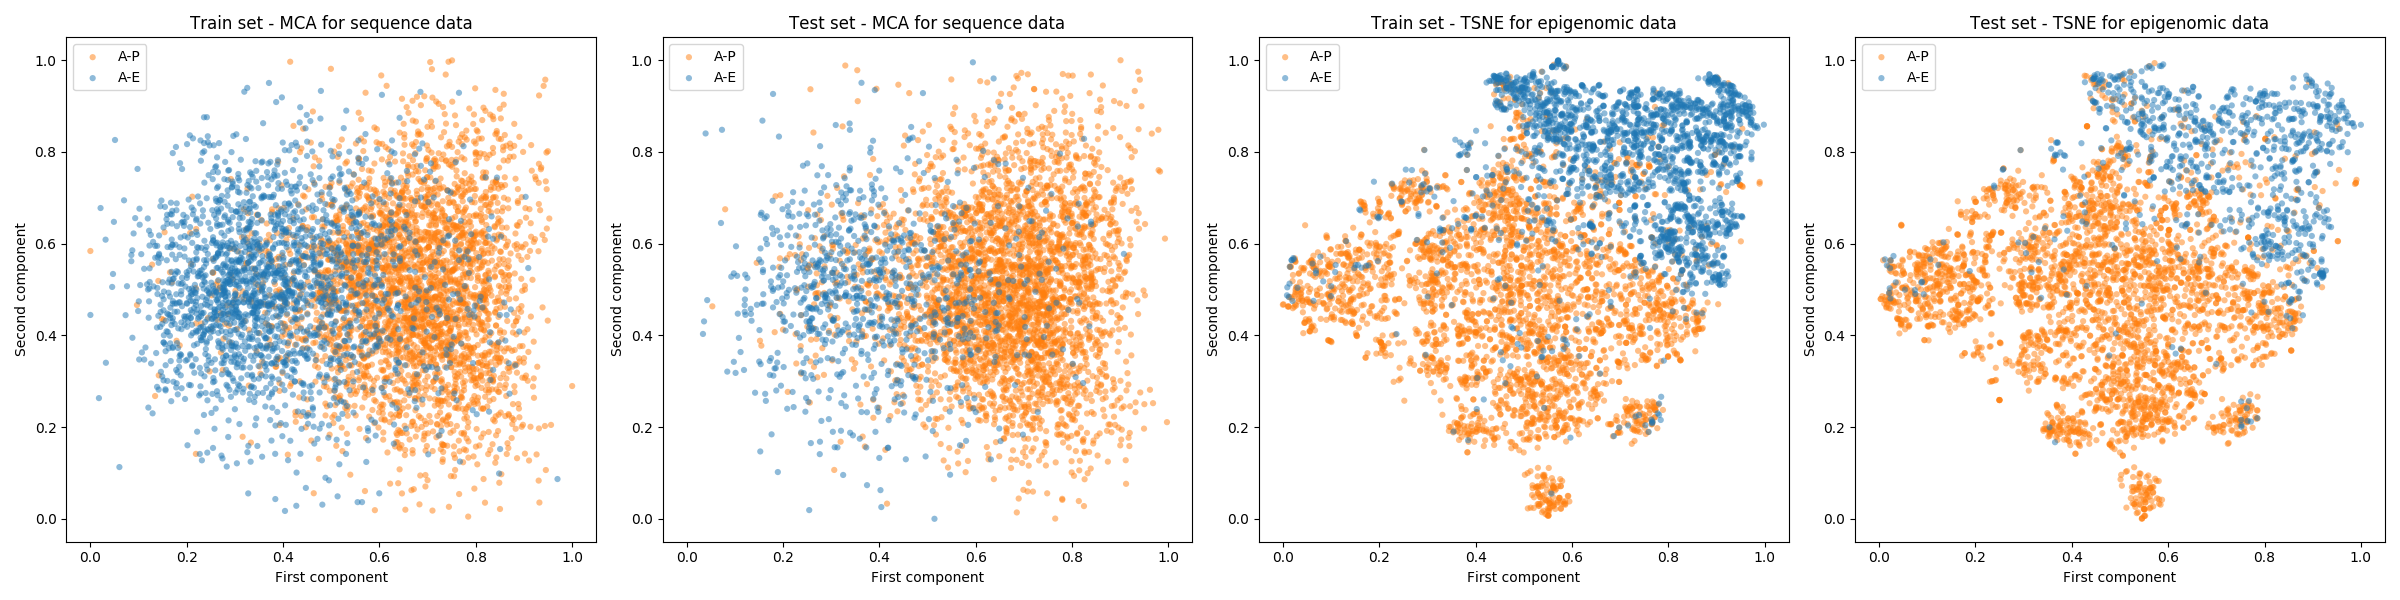 Train set - MCA for sequence data
A-P
A-E
1.0
0.8
0.6
0.4
0.2
0.0
Second component
0.0 0.2 0.4 0.6 0.8 1.0
First component
Test set - MCA for sequence data
A-P
A-E
1.0
0.8
0.6
0.4
0.2
0.0
Second component
0.0 0.2 0.4 0.6 0.8 1.0
First component
Train set - TSNE for epigenomic data
A-P
A-E
1.0
0.8
0.6
0.4
0.2
0.0
Second component
0.0 0.2 0.4 0.6 0.8 1.0
First component
Test set - TSNE for epigenomic data
A-P
A-E
1.0
0.8
0.6
0.4
0.2
0.0
Second component
0.0 0.2 0.4 0.6 0.8 1.0
First component